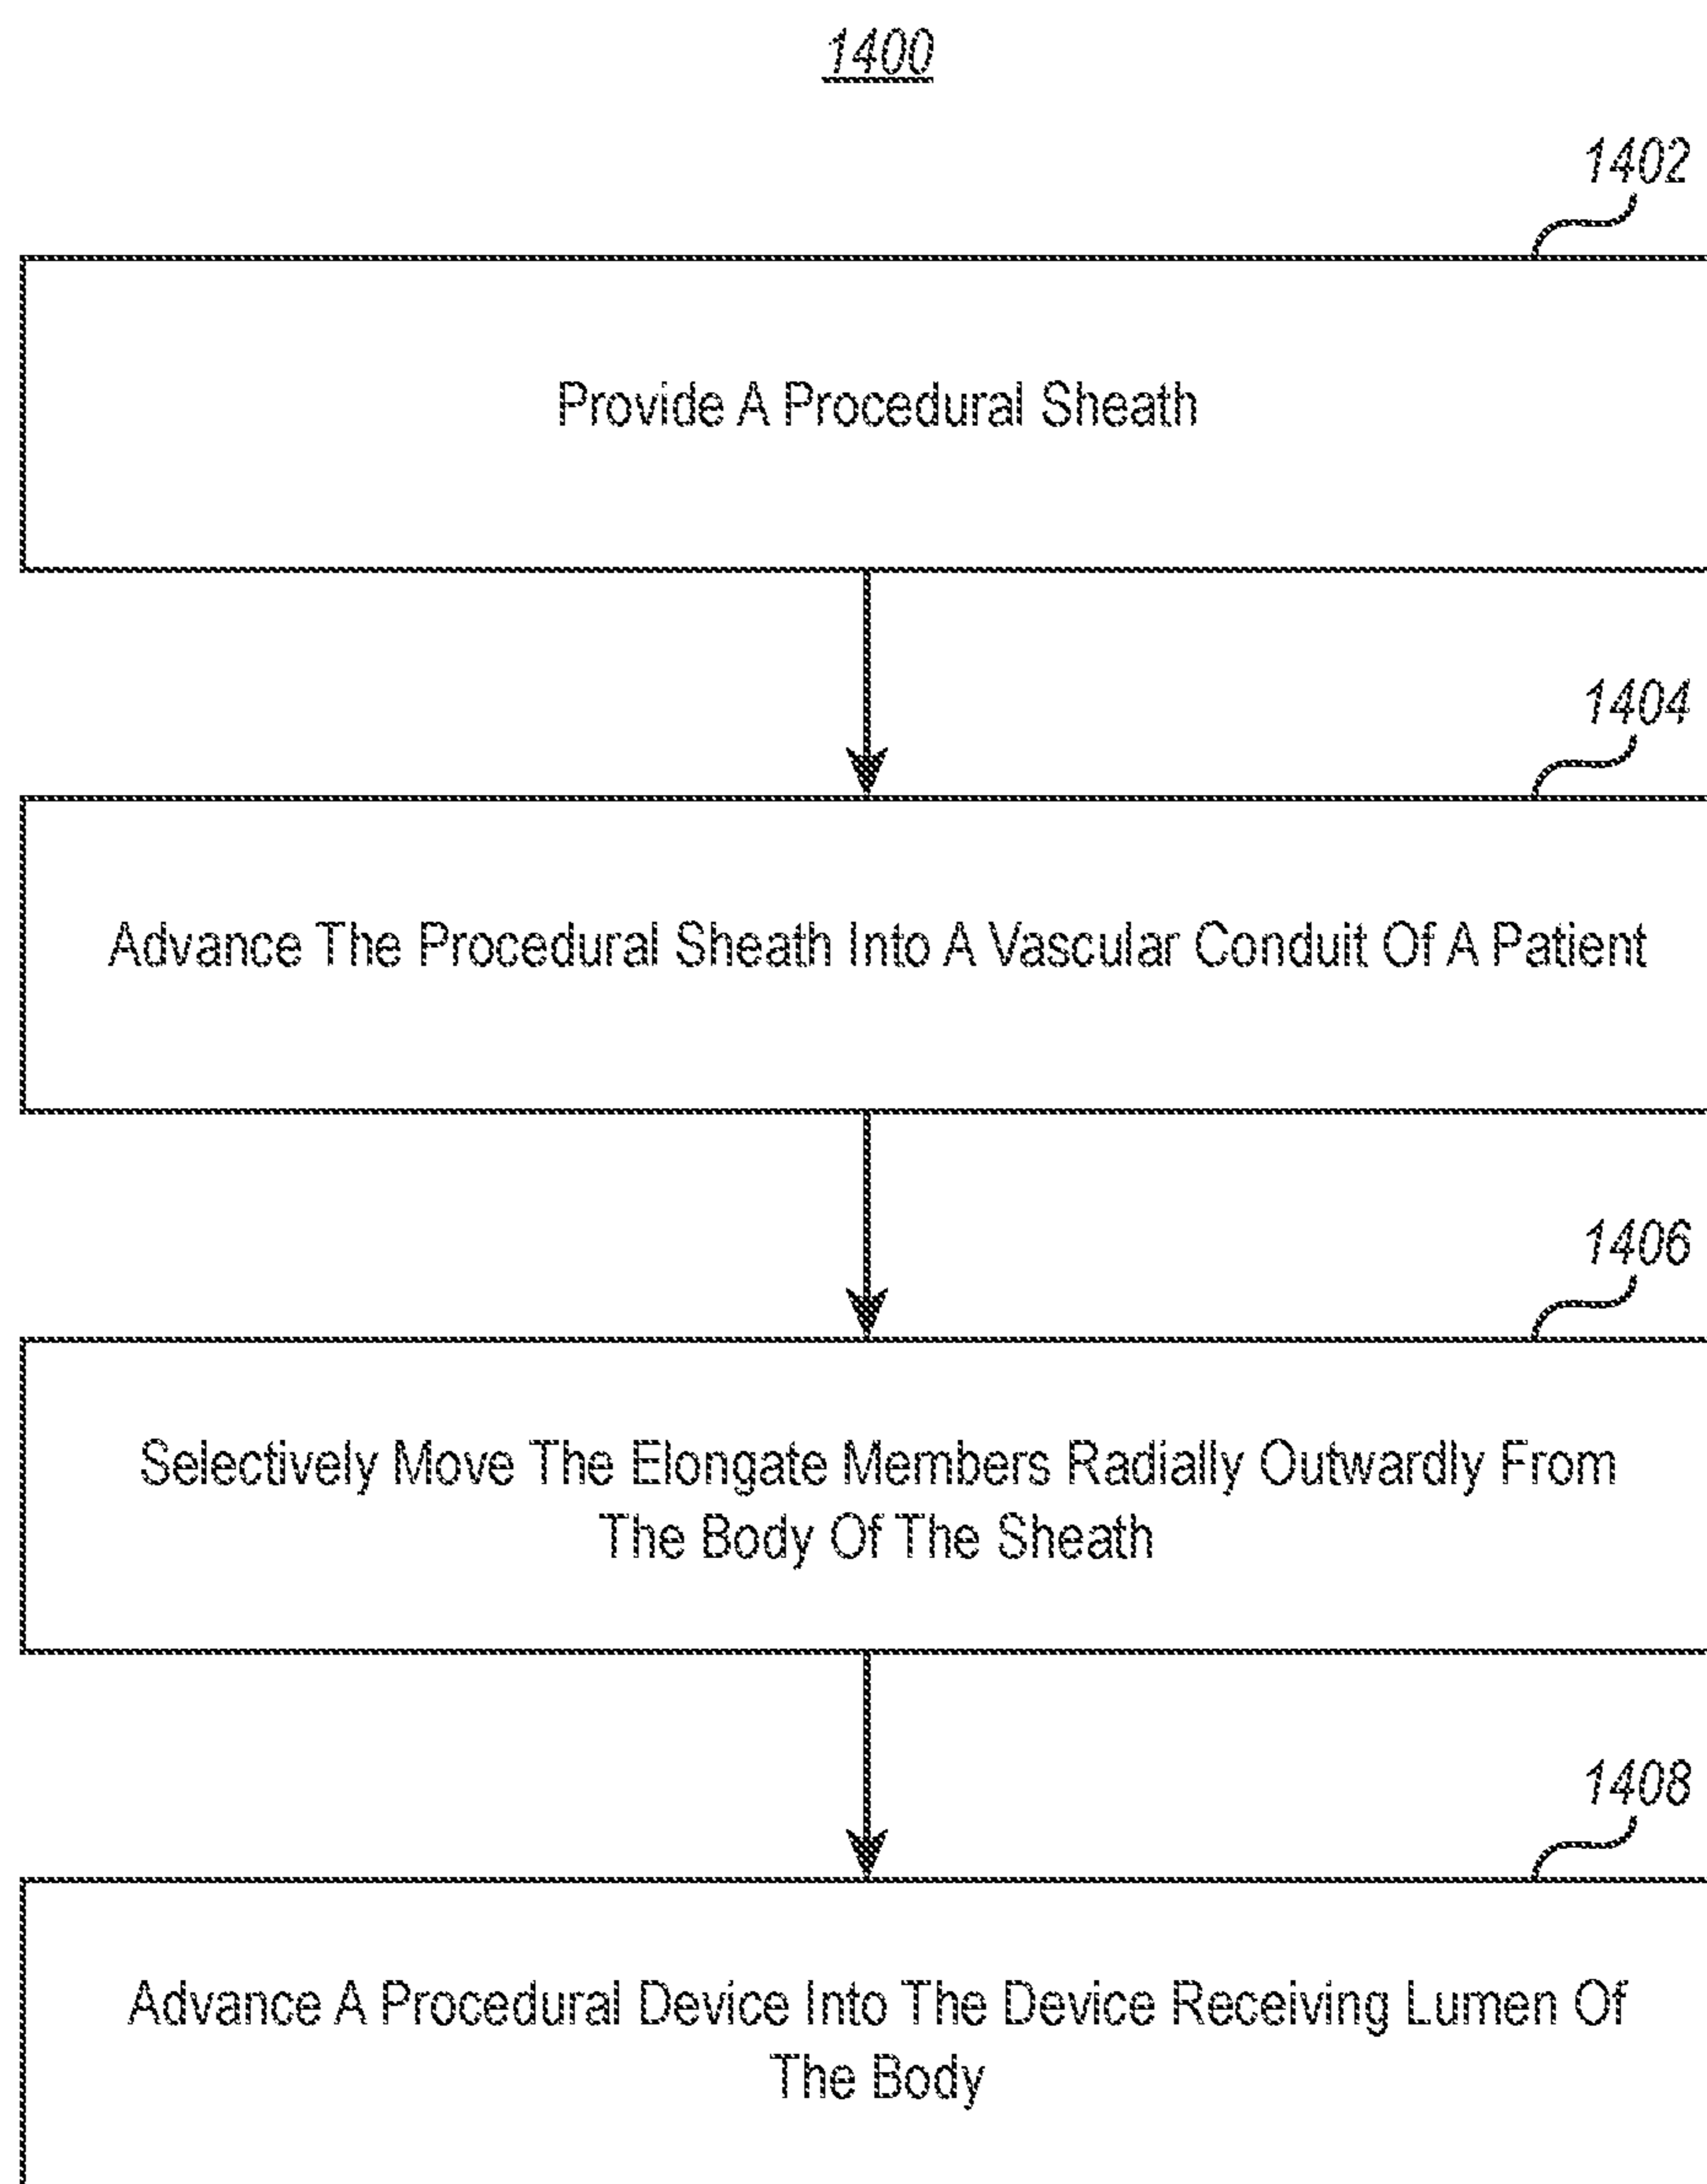 1400
1402
Provide A Procedural Sheath
1404
Advance The Procedural Sheath Into A Vascular Conduit Of A Patient
1406
Selectively Move The Elongate Members Radially Outwardly From
The Body Of The Sheath
1408
Advance A Procedural Device Into The Device Receiving Lumen Of
The Body